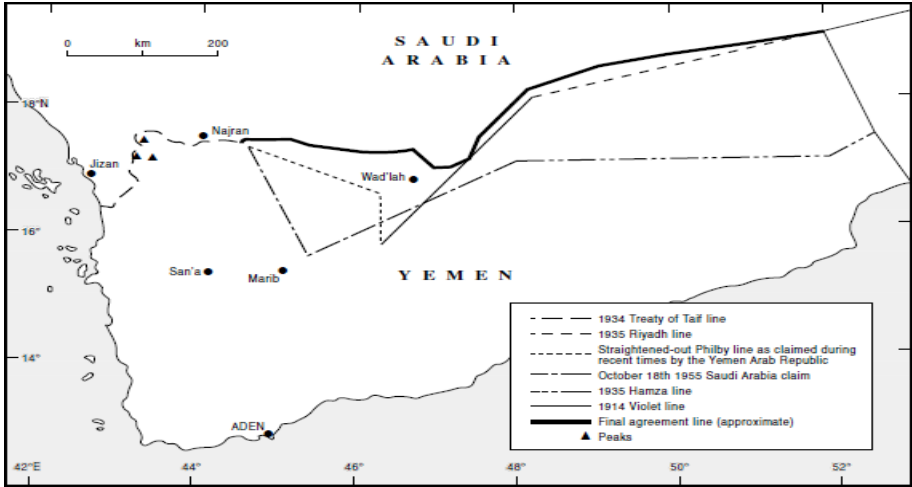 0 km 200
SAUDI
ARABIA
18°N
Najran
Jizan
Wad'lah
16°
San'a
Marib
YEMEN
14°
ADEN
1934 Treaty of Taif line
1935 Riyadh line
Straightened-out Philby line as claimed during
recent times by the Yemen Arab Republic
October 18th 1955 Saudi Arabia claim
1935 Hamza line
1914 Violet line
Final agreement line (approximate)
Peaks
42°E 44° 46° 48° 50° 52°